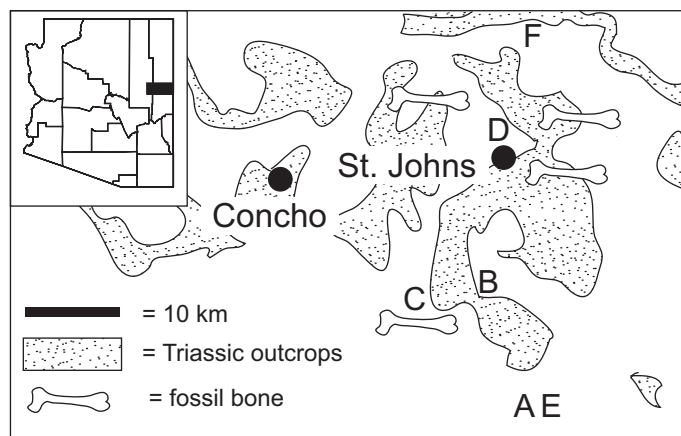 F
D
St. Johns
Concho
C B
= 10 km
= Triassic outcrops
= fossil bone
A E